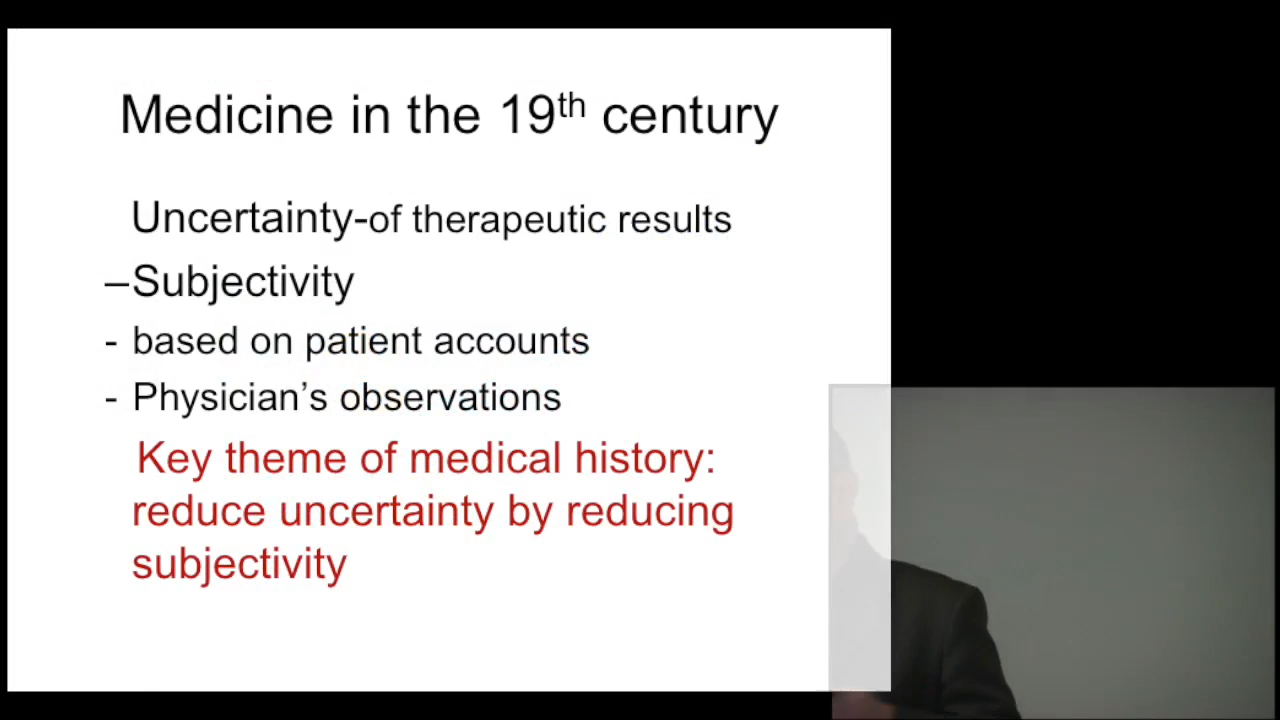 Medicine in the 19th century
Uncertainty-of therapeutic results
–Subjectivity
- based on patient accounts
- Physician’s observations
Key theme of medical history:
reduce uncertainty by reducing
subjectivity